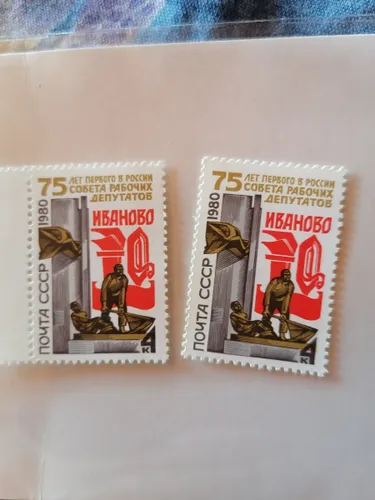 75 ЛЕТ ПЕРВОГО В РОССИИ
СОВЕТА РАБОЧИХ
ДЕПУТАТОВ
ИВАНОВО
ПОЧТА СССР 1980
4
К
75 ЛЕТ ПЕРВОГО В РОССИИ
СОВЕТА РАБОЧИХ
ДЕПУТАТОВ
ИВАНОВО
ПОЧТА СССР 1980
4
К